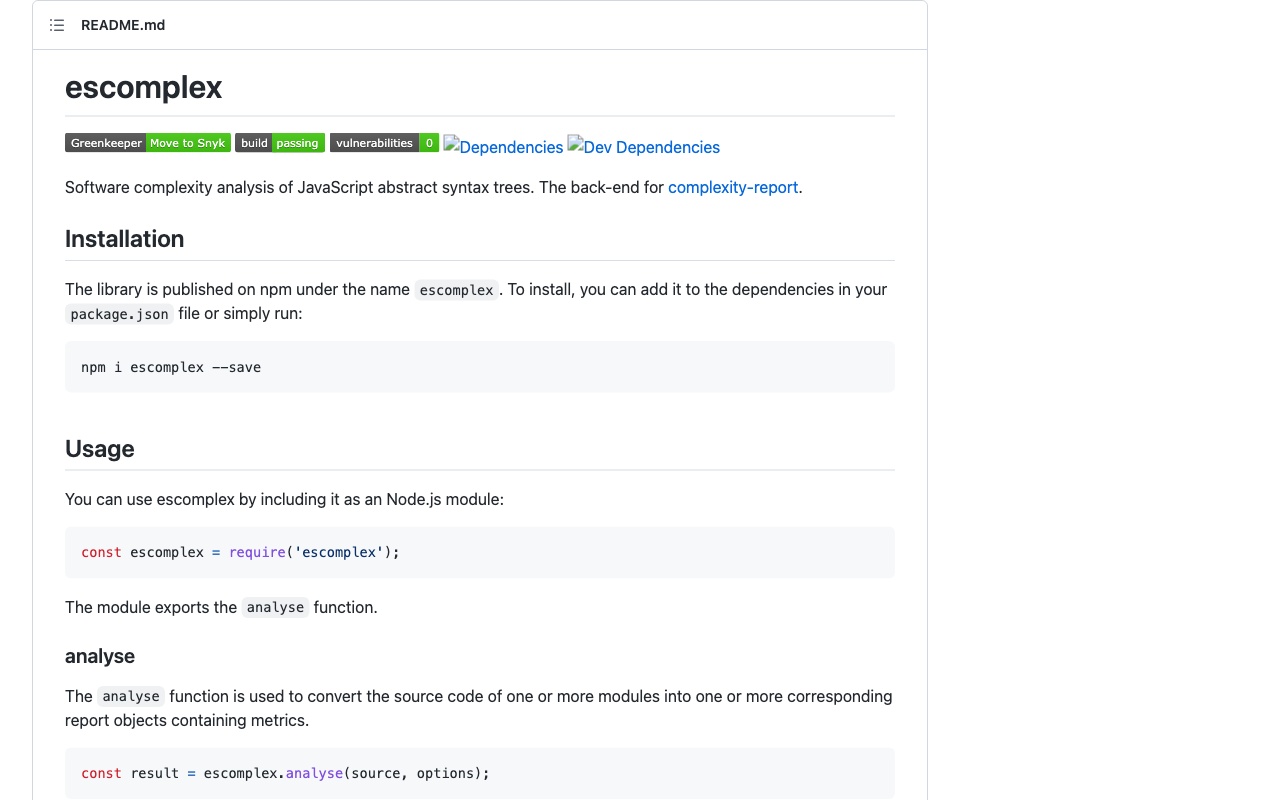 README.md
escomplex
Greenkeeper Move to Snyk build passing vulnerabilities 0 Dependencies Dev Dependencies
Software complexity analysis of JavaScript abstract syntax trees. The back-end for complexity-report.
Installation
The library is published on npm under the name escomplex. To install, you can add it to the dependencies in your
package.json file or simply run:
npm i escomplex --save
Usage
You can use escomplex by including it as an Node.js module:
const escomplex = require('escomplex');
The module exports the analyse function.
analyse
The analyse function is used to convert the source code of one or more modules into one or more corresponding
report objects containing metrics.
const result = escomplex.analyse(source, options);